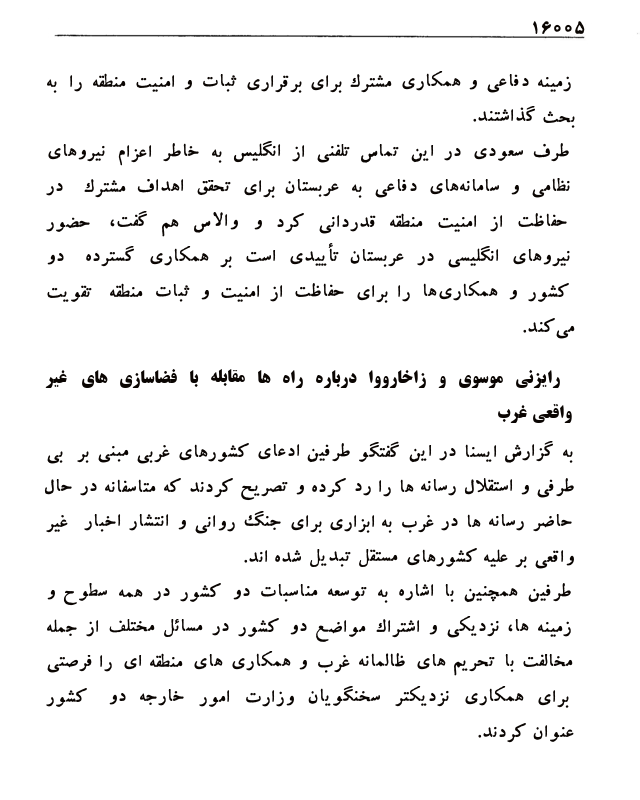 ۱۶۰۰۵
زمینه دفاعی و همکاری مشترك برای برقراری ثبات و امنیت منطقه را به
بحث گذاشتند.
طرف سعودی در این تماس تلفنی از انگلیس به خاطر اعزام نیروهای
نظامی و سامانه‌های دفاعی به عربستان برای تحقق اهداف مشترك در
حفاظت از امنیت منطقه قدردانی کرد و والاس هم گفت، حضور
نیروهای انگلیسی در عربستان تأییدی است بر همکاری گسترده دو
کشور و همکاری‌ها را برای حفاظت از امنیت و ثبات منطقه تقویت
می‌کند.
رایزنی موسوی و زاخارووا درباره راه ها مقابله با فضاسازی های غیر
واقعی غرب
به گزارش ایسنا در این گفتگو طرفین ادعای کشورهای غربی مبنی بر بی
طرفی و استقلال رسانه ها را رد کرده و تصریح کردند که متاسفانه در حال
حاضر رسانه ها در غرب به ابزاری برای جنگ روانی و انتشار اخبار غیر
واقعی بر علیه کشورهای مستقل تبدیل شده اند.
طرفین همچنین با اشاره به توسعه مناسبات دو کشور در همه سطوح و
زمینه ها، نزدیکی و اشتراك مواضع دو کشور در مسائل مختلف از جمله
مخالفت با تحریم های ظالمانه غرب و همکاری های منطقه ای را فرصتی
برای همکاری نزدیکتر سخنگویان وزارت امور خارجه دو کشور
عنوان کردند.